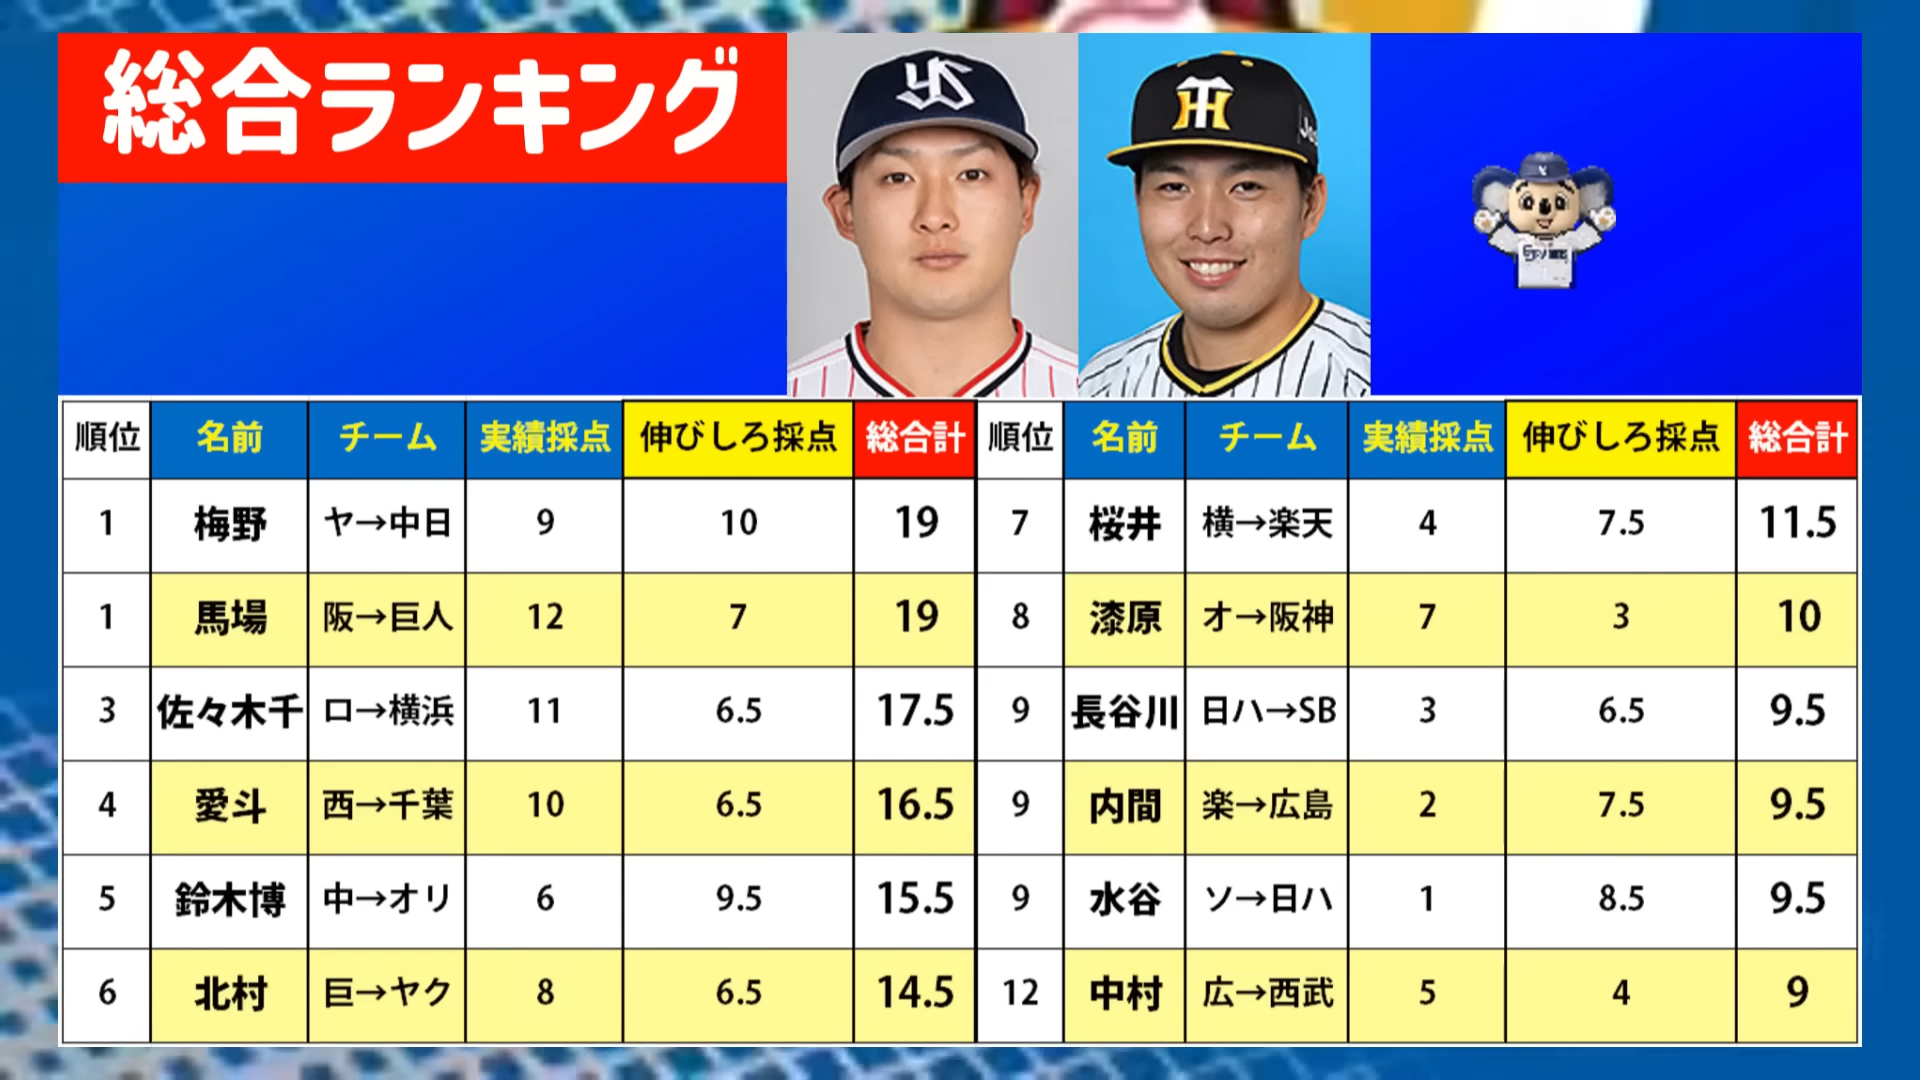 総合ランキング
順位 名前 チーム 実績採点 伸びしろ採点 総合計 順位 名前 チーム 実績採点 伸びしろ採点 総合計
1 梅野 ヤ→中日 9 10 19 7 桜井 横→楽天 4 7.5 11.5
1 馬場 阪→巨人 12 7 19 8 漆原 オ→阪神 7 3 10
3 佐々木千 ロ→横浜 11 6.5 17.5 9 長谷川 日ハ→SB 3 6.5 9.5
4 愛斗 西→千葉 10 6.5 16.5 9 内間 楽→広島 2 7.5 9.5
5 鈴木博 中→オリ 6 9.5 15.5 9 水谷 ソ→日ハ 1 8.5 9.5
6 北村 巨→ヤク 8 6.5 14.5 12 中村 広→西武 5 4 9